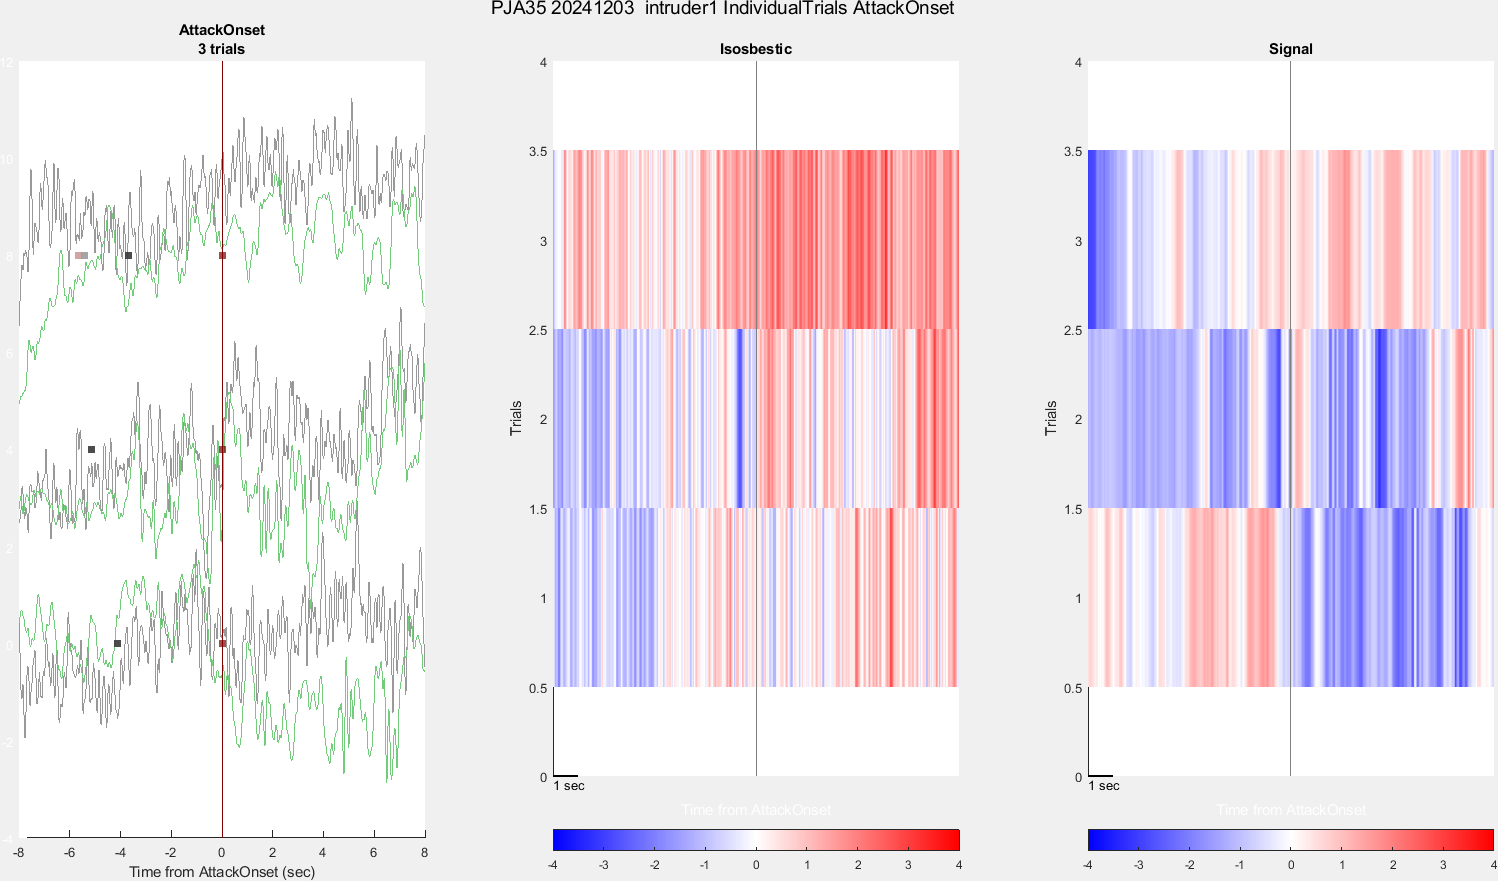 PJA35 20241203  intruder1 IndividualTrials AttackOnset
AttackOnset
3 trials
12
10
8
6
4
2
0
-2
-4
-8 -6 -4 -2 0 2 4 6 8
Time from AttackOnset (sec)
Isosbestic
4
3.5
3
2.5
2
1.5
1
0.5
0
Trials
1 sec
Time from AttackOnset
-4 -3 -2 -1 0 1 2 3 4
Signal
4
3.5
3
2.5
2
1.5
1
0.5
0
Trials
1 sec
Time from AttackOnset
-4 -3 -2 -1 0 1 2 3 4